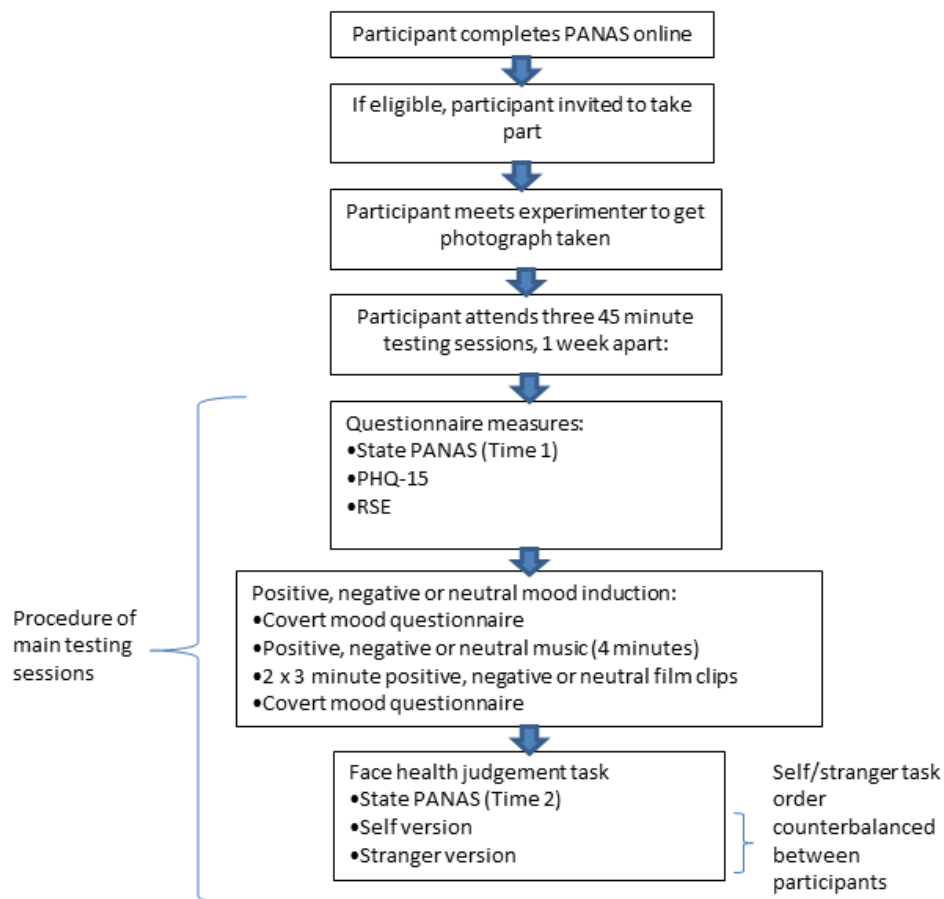 Participant completes PANAS online
If eligible, participant invited to take
part
Participant meets experimenter to get
photograph taken
Participant attends three 45 minute
testing sessions, 1 week apart:
Questionnaire measures:
•State PANAS (Time 1)
•PHQ-15
•RSE
Positive, negative or neutral mood induction:
•Covert mood questionnaire
•Positive, negative or neutral music (4 minutes)
•2 x 3 minute positive, negative or neutral film clips
•Covert mood questionnaire
Procedure of
main testing
sessions
Face health judgement task
•State PANAS (Time 2)
•Self version
•Stranger version
Self/stranger task
order
counterbalanced
between
participants